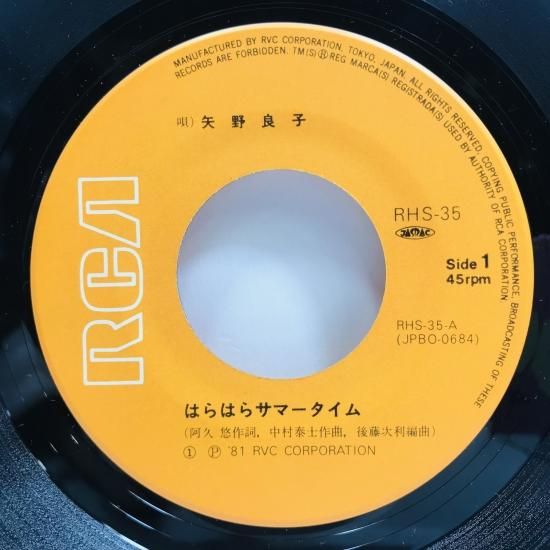 MANUFACTURED BY RVC CORPORATION, TOKYO, JAPAN. ALL RIGHTS RESERVED. COPYING PUBLIC PERFORMANCE, BROADCASTING OF THESE
RECORDS ARE FORBIDDEN. TM(S)®REG MARCA(S) REGISTRADA(S) USED BY AUTHORITY OF RCA CORPORATION
唄) 矢野良子
RCA
RHS-35
JASRAC
Side 1
45rpm
RHS-35-A
(JPBO-0684)
はらはらサマータイム
(阿久 悠作詞, 中村泰士作曲, 後藤次利編曲)
① Ⓟ '81 RVC CORPORATION